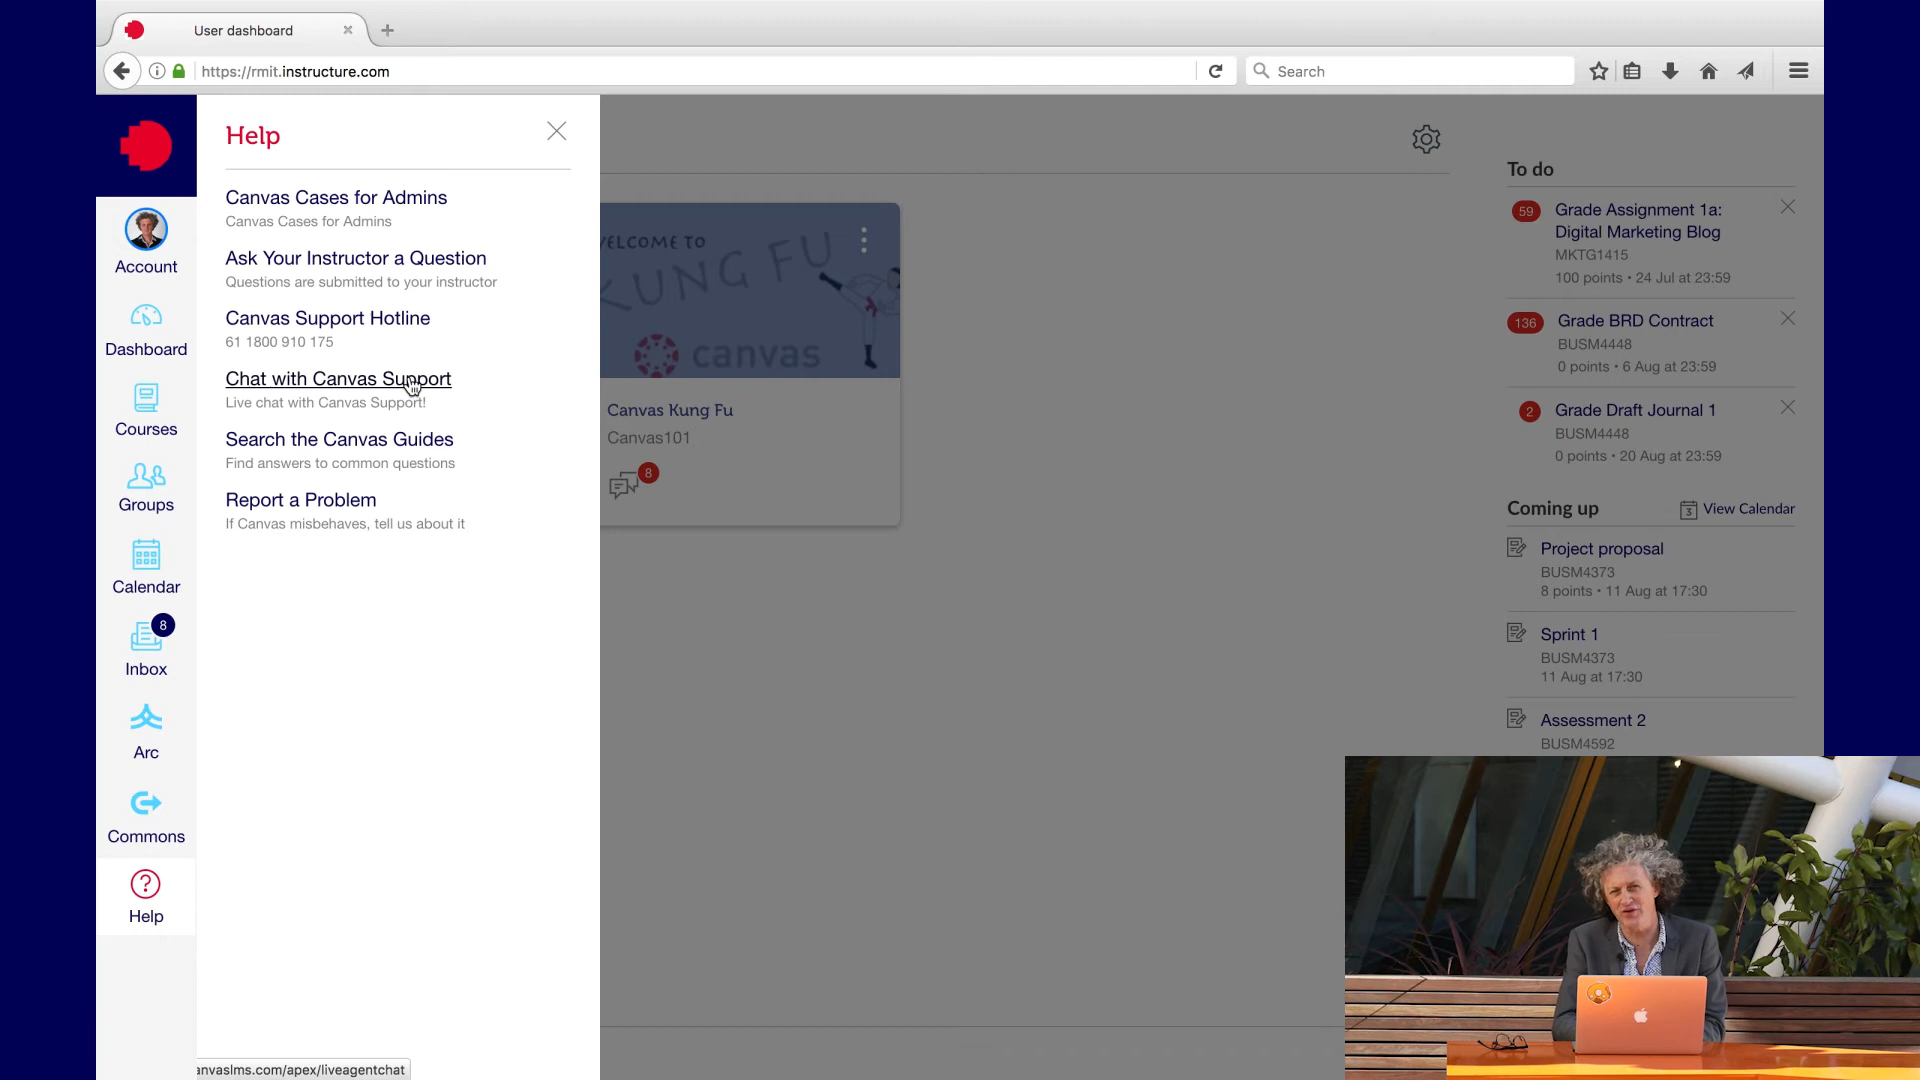 User dashboard
https://rmit.instructure.com
Search
Help
Canvas Cases for Admins
Canvas Cases for Admins
Ask Your Instructor a Question
Questions are submitted to your instructor
Canvas Support Hotline
61 1800 910 175
Chat with Canvas Support
Live chat with Canvas Support!
Search the Canvas Guides
Find answers to common questions
Report a Problem
If Canvas misbehaves, tell us about it
Account
Dashboard
Courses
Groups
Calendar
8
Inbox
Arc
Commons
Help
anvaslms.com/apex/liveagentchat
ELCOME TO
KUNG FU
canvas
Canvas Kung Fu
Canvas101
8
To do
59
Grade Assignment 1a:
Digital Marketing Blog
MKTG1415
100 points • 24 Jul at 23:59
136
Grade BRD Contract
BUSM4448
0 points • 6 Aug at 23:59
2
Grade Draft Journal 1
BUSM4448
0 points • 20 Aug at 23:59
Coming up
3
View Calendar
Project proposal
BUSM4373
8 points • 11 Aug at 17:30
Sprint 1
BUSM4373
11 Aug at 17:30
Assessment 2
BUSM4592